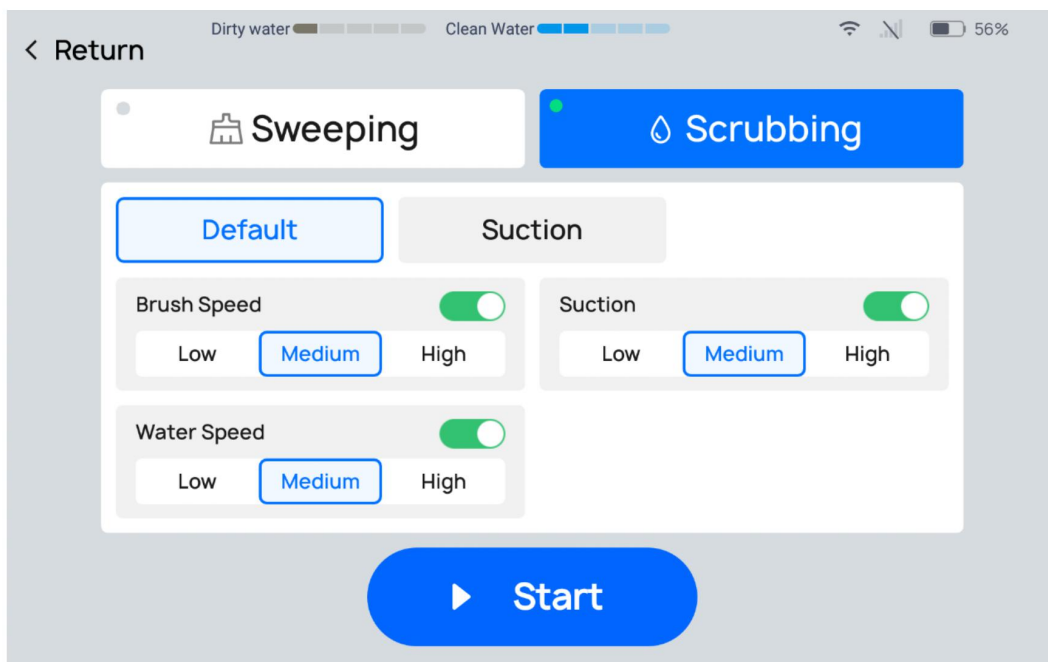 Dirty water Clean Water 56%
Return
Sweeping Scrubbing
Default Suction
Brush Speed Suction
Low Medium High Low Medium High
Water Speed
Low Medium High
Start